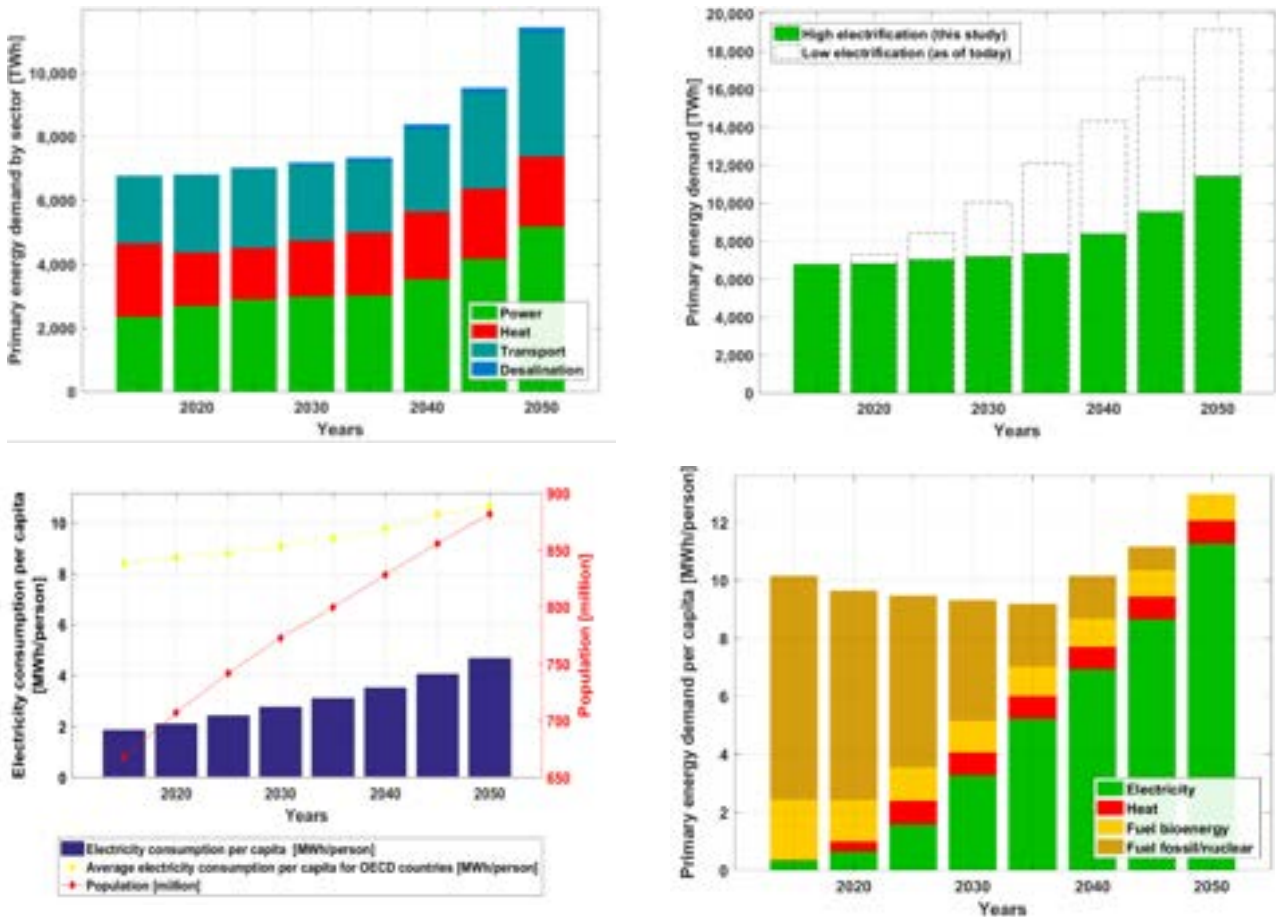 Primary energy demand by sector [TWh]
10,000
8,000
6,000
4,000
2,000
0
Power
Heat
Transport
Desalination
2020
2030
2040
2050
Years
Primary energy demand [TWh]
20,000
18,000
16,000
14,000
12,000
10,000
8,000
6,000
4,000
2,000
0
High electrification (this study)
Low electrification (as of today)
2020
2030
2040
2050
Years
Electricity consumption per capita
[MWh/person]
10
8
6
4
2
0
900
850
800
750
700
650
Population [million]
2020
2030
2040
2050
Years
Electricity consumption per capita [MWh/person]
Average electricity consumption per capita for OECD countries [MWh/person]
Population [million]
Primary energy demand per capita [MWh/person]
12
10
8
6
4
2
0
Electricity
Heat
Fuel bioenergy
Fuel fossil/nuclear
2020
2030
2040
2050
Years